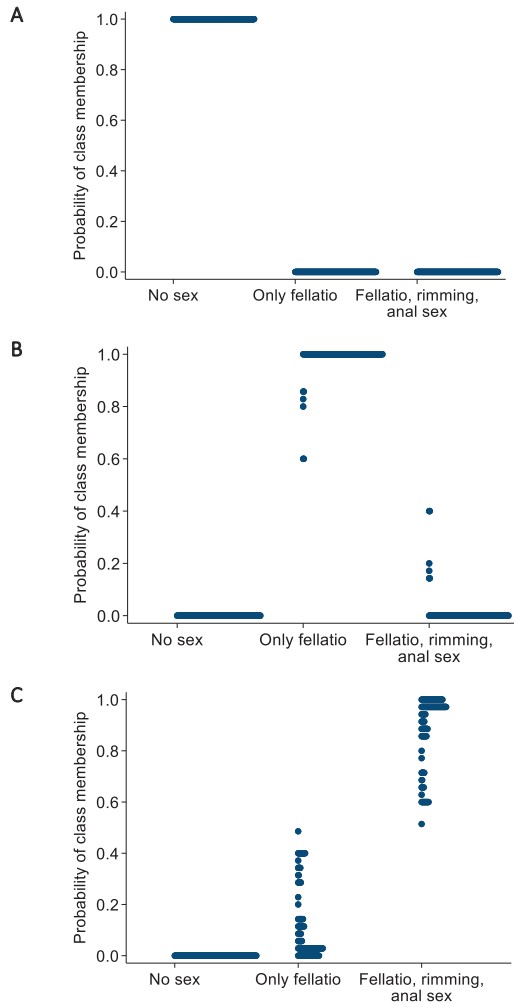 A
Probability of class membership
1.0
0.8
0.6
0.4
0.2
0.0
No sex
Only fellatio
Fellatio, rimming,
anal sex
B
Probability of class membership
1.0
0.8
0.6
0.4
0.2
0.0
No sex
Only fellatio
Fellatio, rimming,
anal sex
C
Probability of class membership
1.0
0.8
0.6
0.4
0.2
0.0
No sex
Only fellatio
Fellatio, rimming,
anal sex